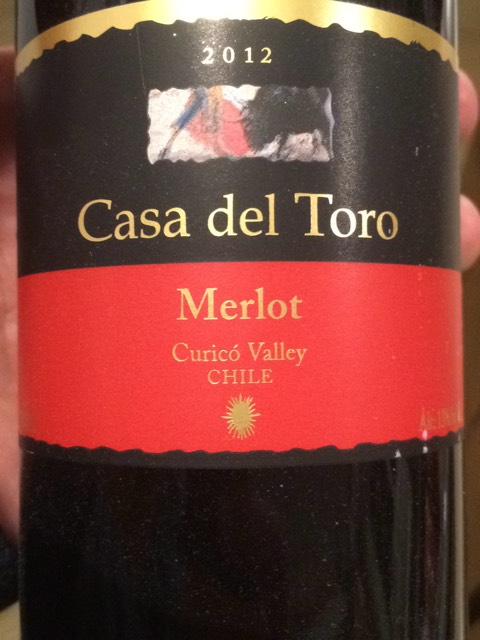 2012
Casa del Toro
Merlot
Curicó Valley
CHILE